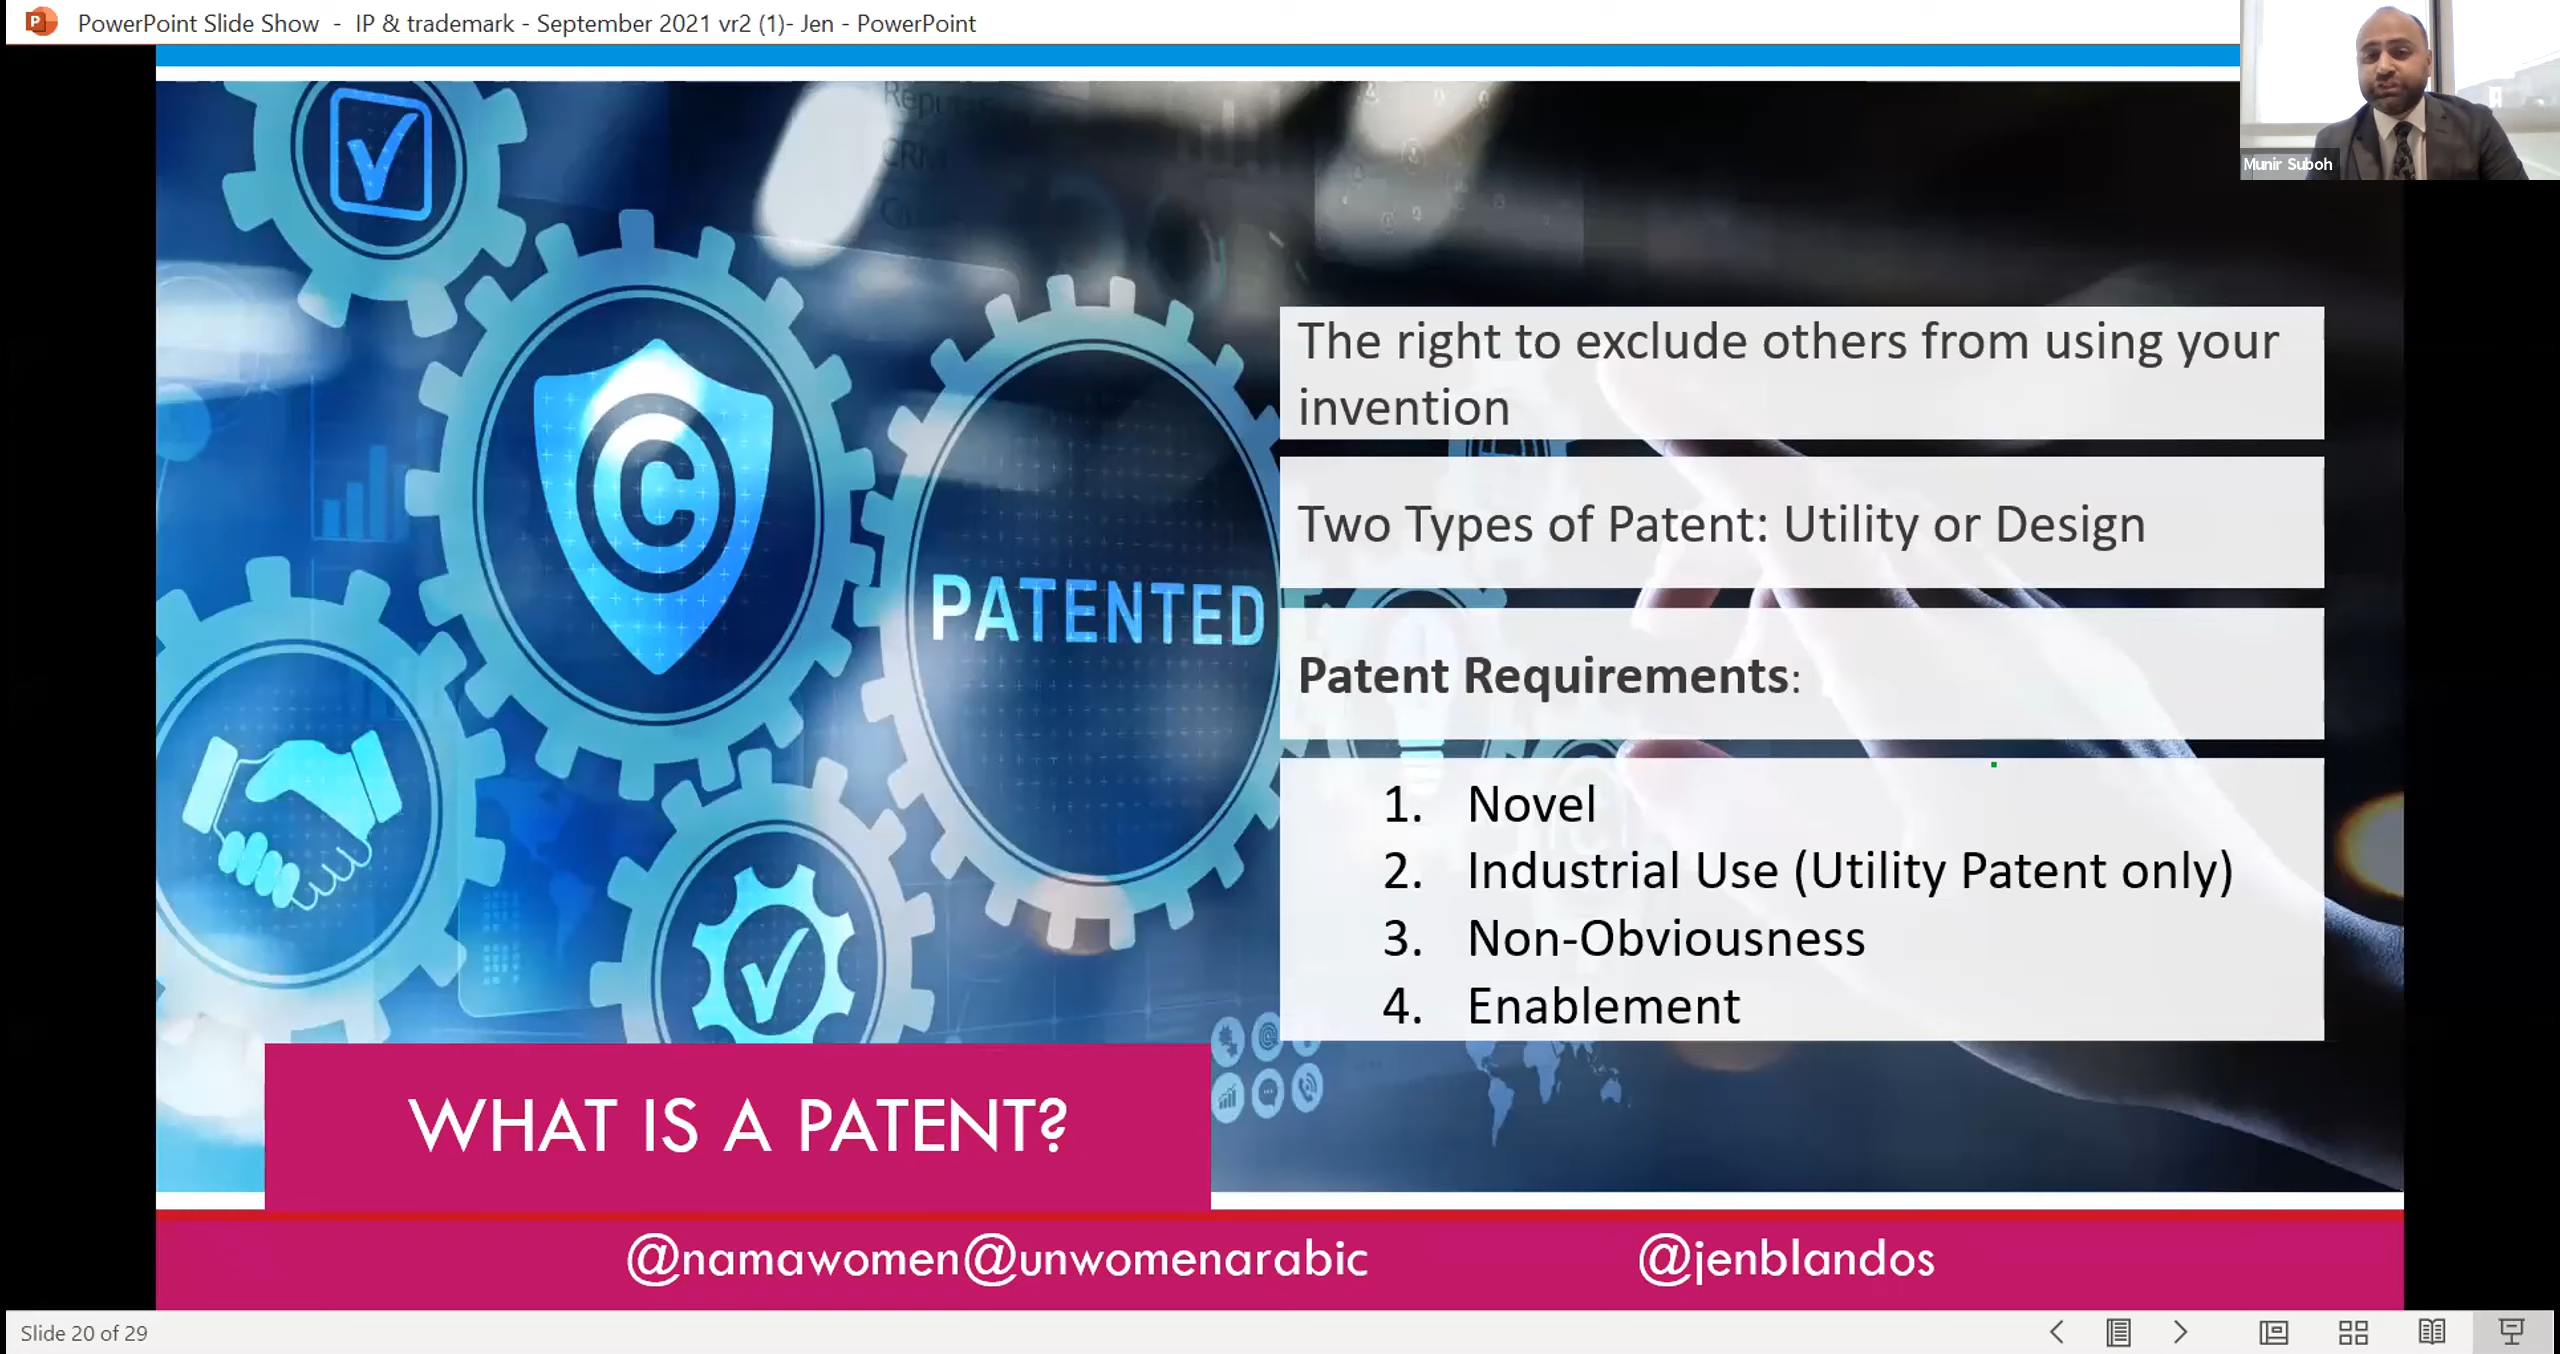 PowerPoint Slide Show - IP & trademark - September 2021 vr2 (1)- Jen - PowerPoint
Munir Suboh
The right to exclude others from using your
invention
Two Types of Patent: Utility or Design
PATENTED
Patent Requirements:
1. Novel
2. Industrial Use (Utility Patent only)
3. Non-Obviousness
4. Enablement
WHAT IS A PATENT?
@namawomen@unwomenarabic @jenblandos
Slide 20 of 29